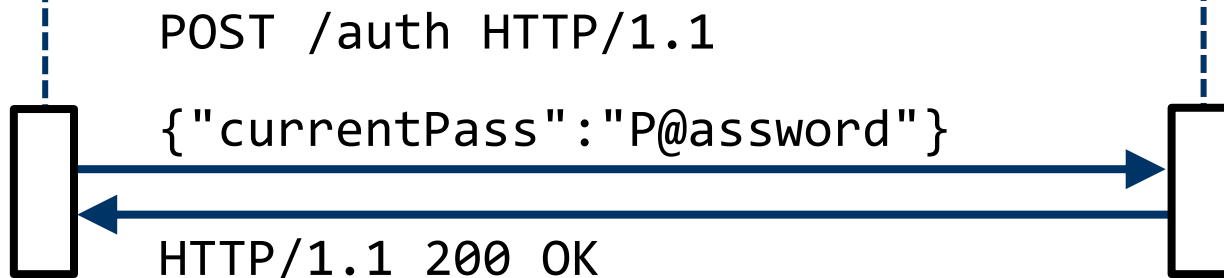 POST /auth HTTP/1.1
{"currentPass":"P@assword"}
HTTP/1.1 200 OK